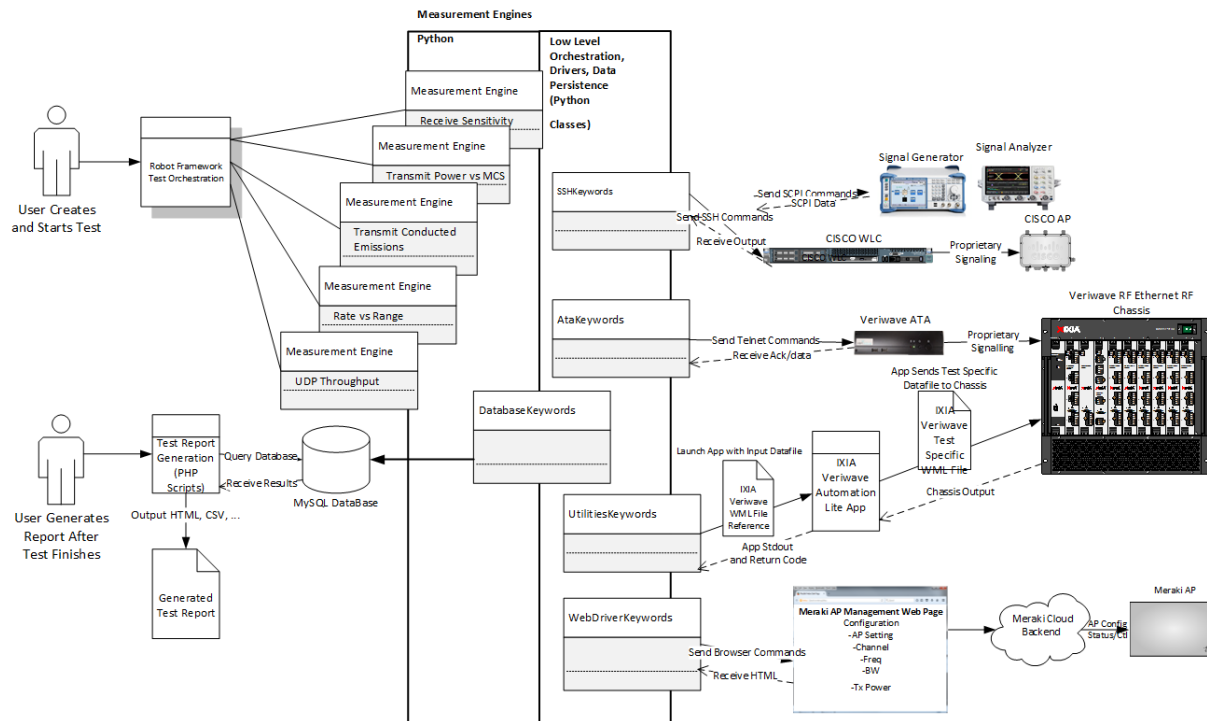 Measurement Engines
Python
Low Level
Orchestration,
Drivers, Data
Persistence
(Python
Classes)
Measurement Engine
Receive Sensitivity
Measurement Engine
Transmit Power vs MCS
Measurement Engine
Transmit Conducted
Emissions
Measurement Engine
Rate vs Range
Measurement Engine
UDP Throughput
Robot Framework
Test Orchestration
User Creates
and Starts Test
SSHKeywords
Send SCPI Commands
SCPI Data
Signal Generator
Signal Analyzer
Send SSH Commands
Receive Output
CISCO WLC
Proprietary
Signaling
CISCO AP
AtaKeywords
Send Telnet Commands
Receive Ack/data
Veriwave ATA
Proprietary
Signalling
Veriwave RF Ethernet RF
Chassis
IXIA
App Sends Test Specific
Datafile to Chassis
IXIA
Veriwave
Test
Specific
WML File
DatabaseKeywords
MySQL DataBase
Query Database
Receive Results
Test Report
Generation
(PHP
Scripts)
User Generates
Report After
Test Finishes
Output HTML, CSV, ...
Generated
Test Report
UtilitiesKeywords
Launch App with Input Datafile
IXIA
Veriwave
WML File
Reference
IXIA
Veriwave
Automation
Lite App
Chassis Output
App Stdout
and Return Code
WebDriverKeywords
Send Browser Commands
Receive HTML
Meraki AP Management Web Page
Configuration
-AP Setting
-Channel
-Freq
-BW
-Tx Power
Meraki Cloud
Backend
AP Config
Status/Ctl
Meraki AP